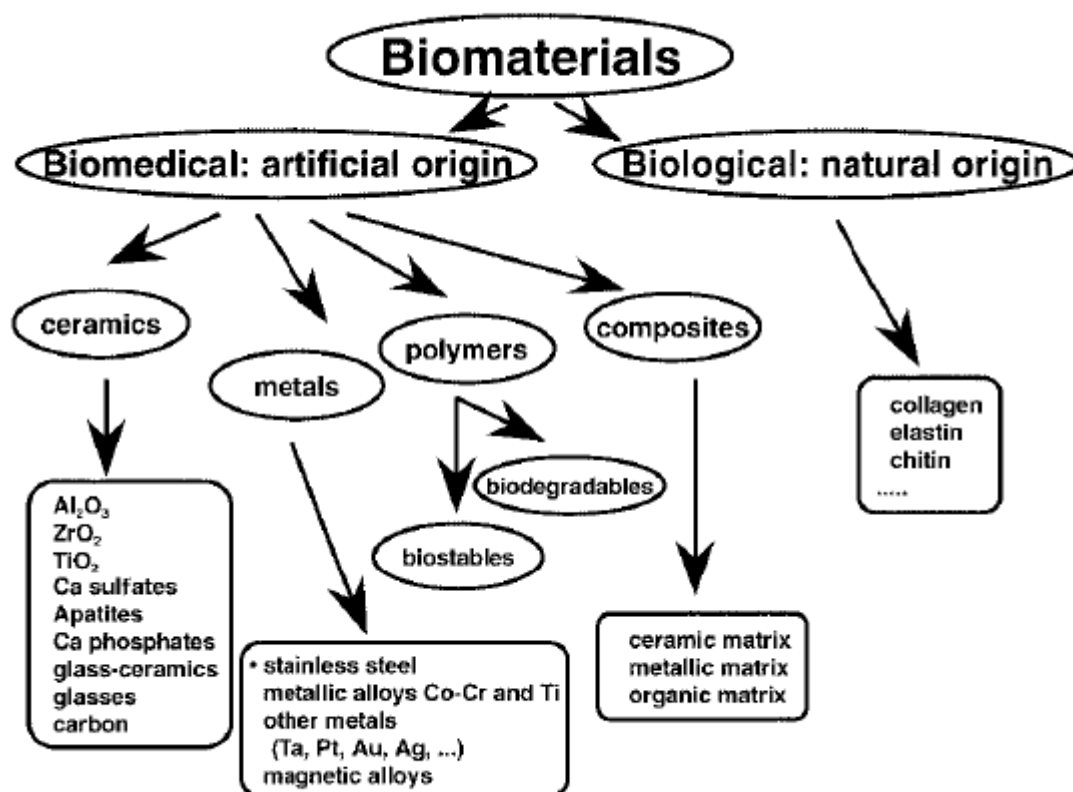 Biomaterials
Biomedical: artificial origin
Biological: natural origin
ceramics
metals
polymers
composites
biodegradables
biostables
Al₂O₃
ZrO₂
TiO₂
Ca sulfates
Apatites
Ca phosphates
glass-ceramics
glasses
carbon
• stainless steel
metallic alloys Co-Cr and Ti
other metals
(Ta, Pt, Au, Ag, ...)
magnetic alloys
ceramic matrix
metallic matrix
organic matrix
collagen
elastin
chitin
.....